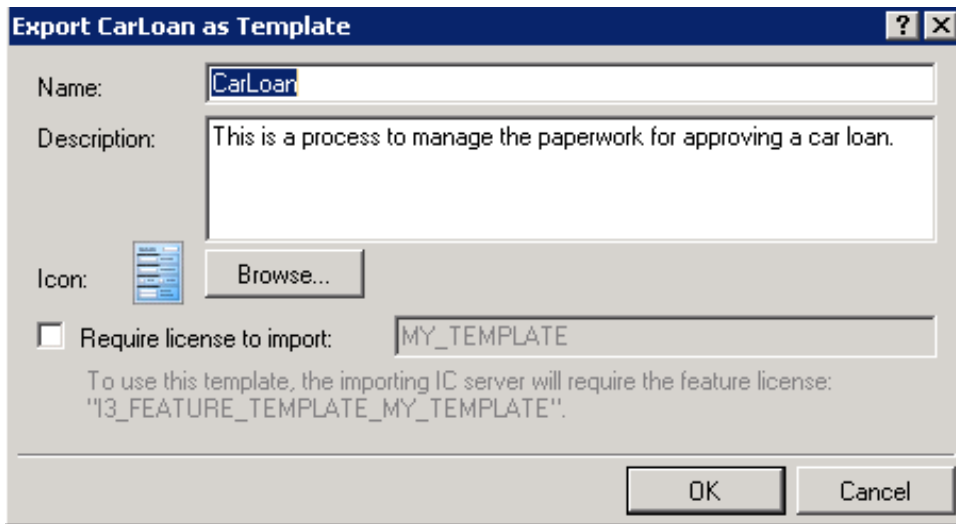 Export CarLoan as Template
Name: CarLoan
Description: This is a process to manage the paperwork for approving a car loan.
Icon: Browse...
Require license to import: MY_TEMPLATE
To use this template, the importing IC server will require the feature license:
"I3_FEATURE_TEMPLATE_MY_TEMPLATE".
OK Cancel